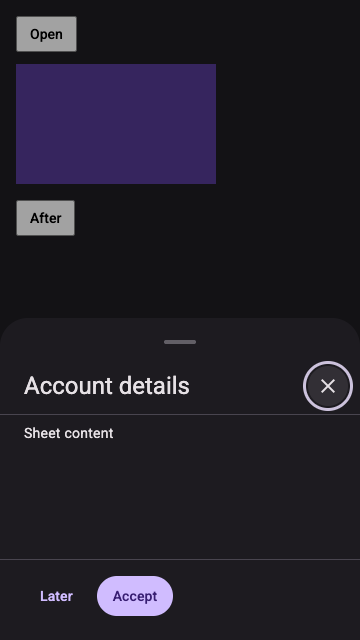 Open
After
Account details
Sheet content
Later
Accept